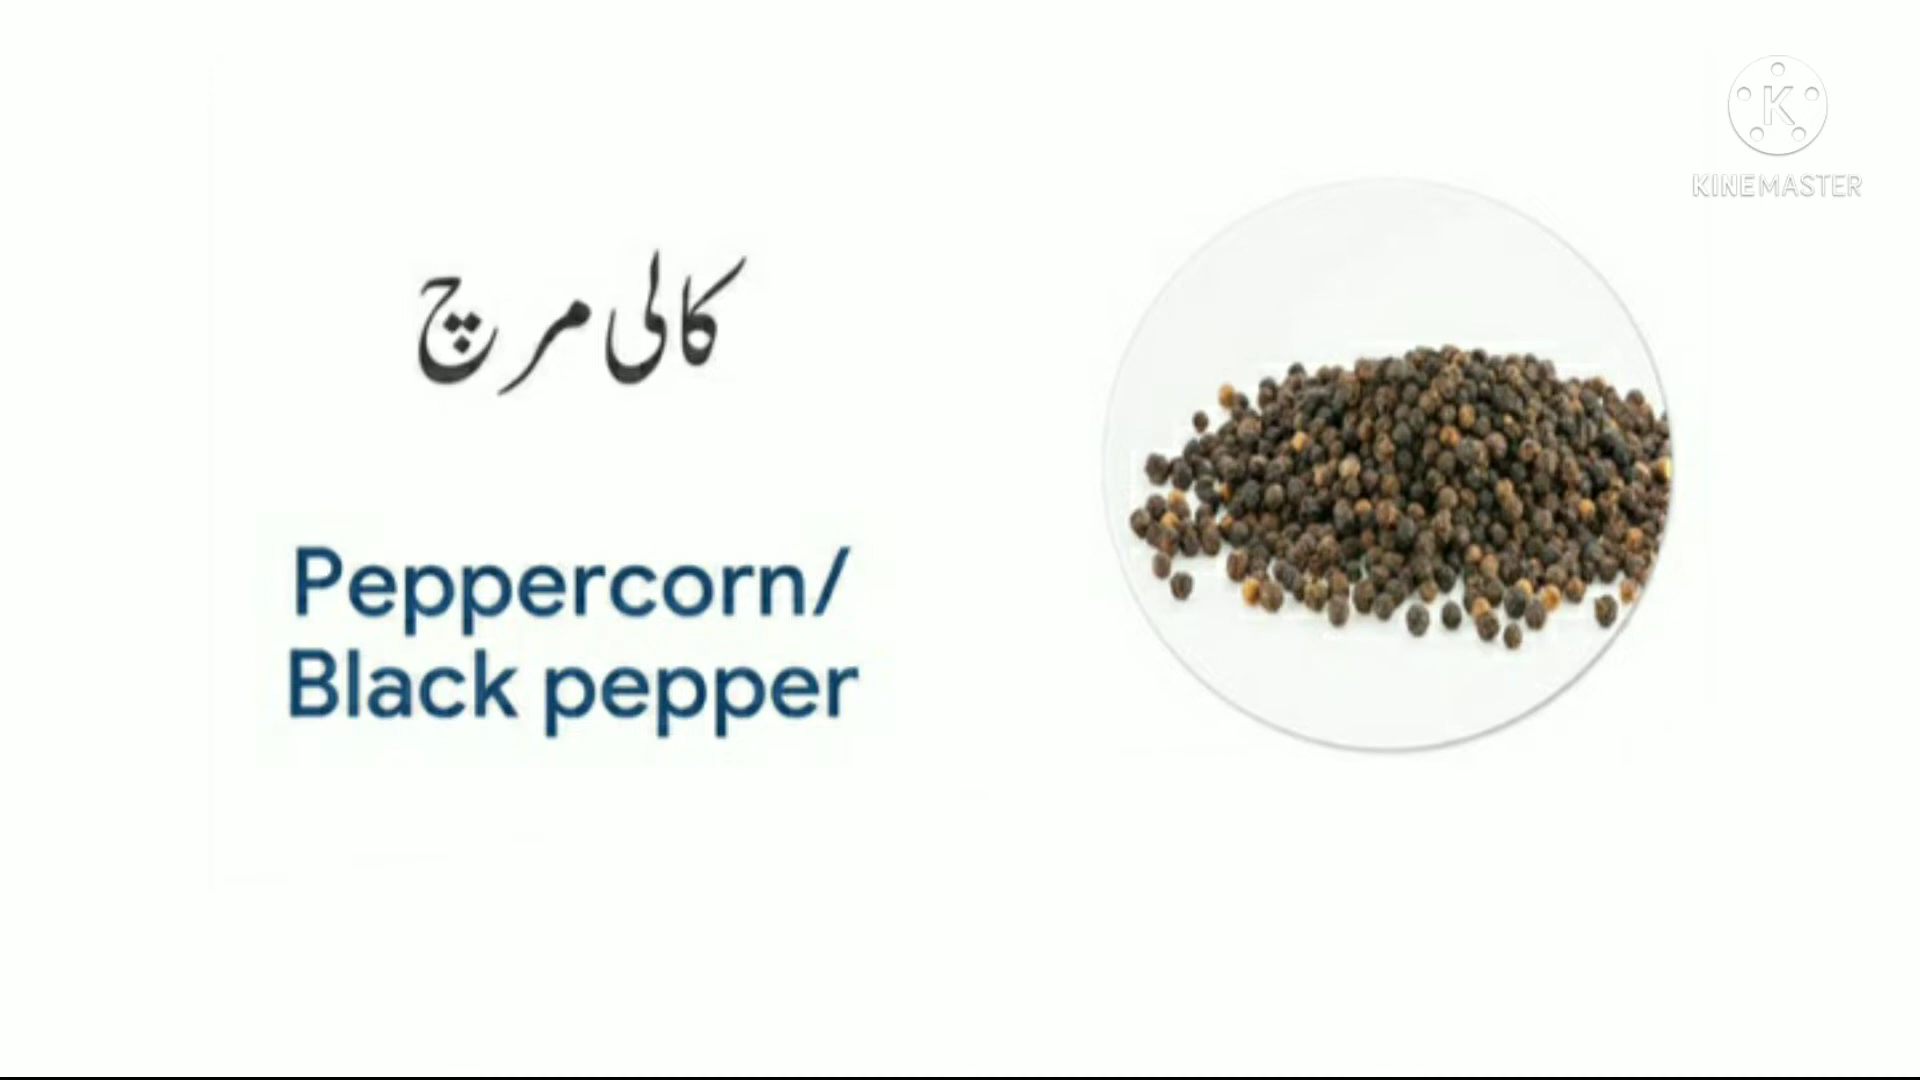 کالی مرچ
Peppercorn/
Black pepper
K
KINEMASTER